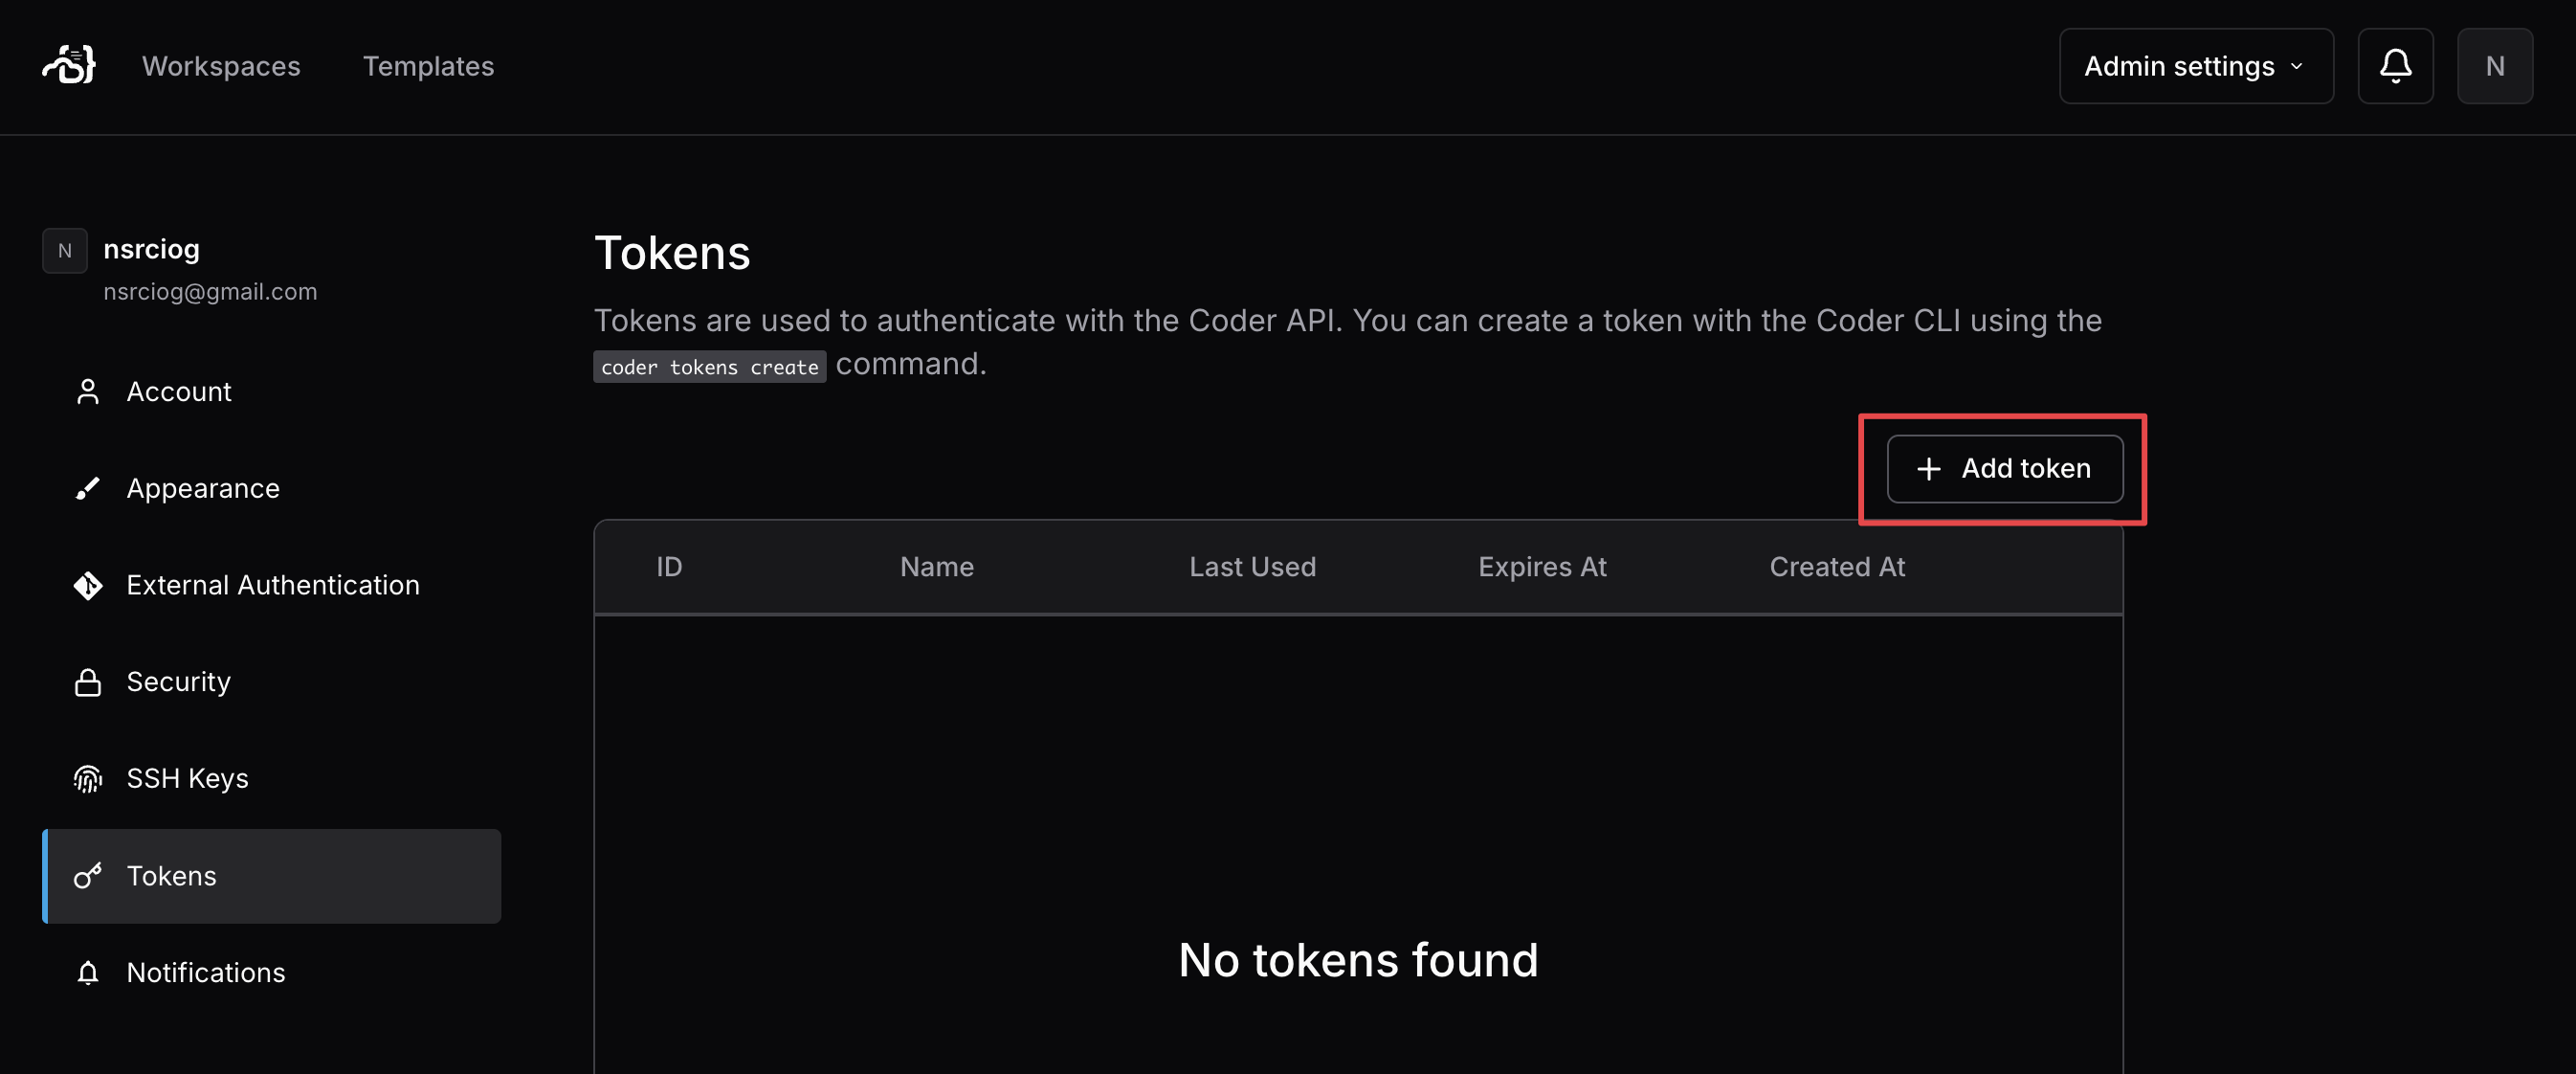 Workspaces
Templates
Admin settings
N
N
nsrciog
nsrciog@gmail.com
Account
Appearance
External Authentication
Security
SSH Keys
Tokens
Notifications
Tokens
Tokens are used to authenticate with the Coder API. You can create a token with the Coder CLI using the
coder tokens create command.
Add token
ID Name Last Used Expires At Created At
No tokens found